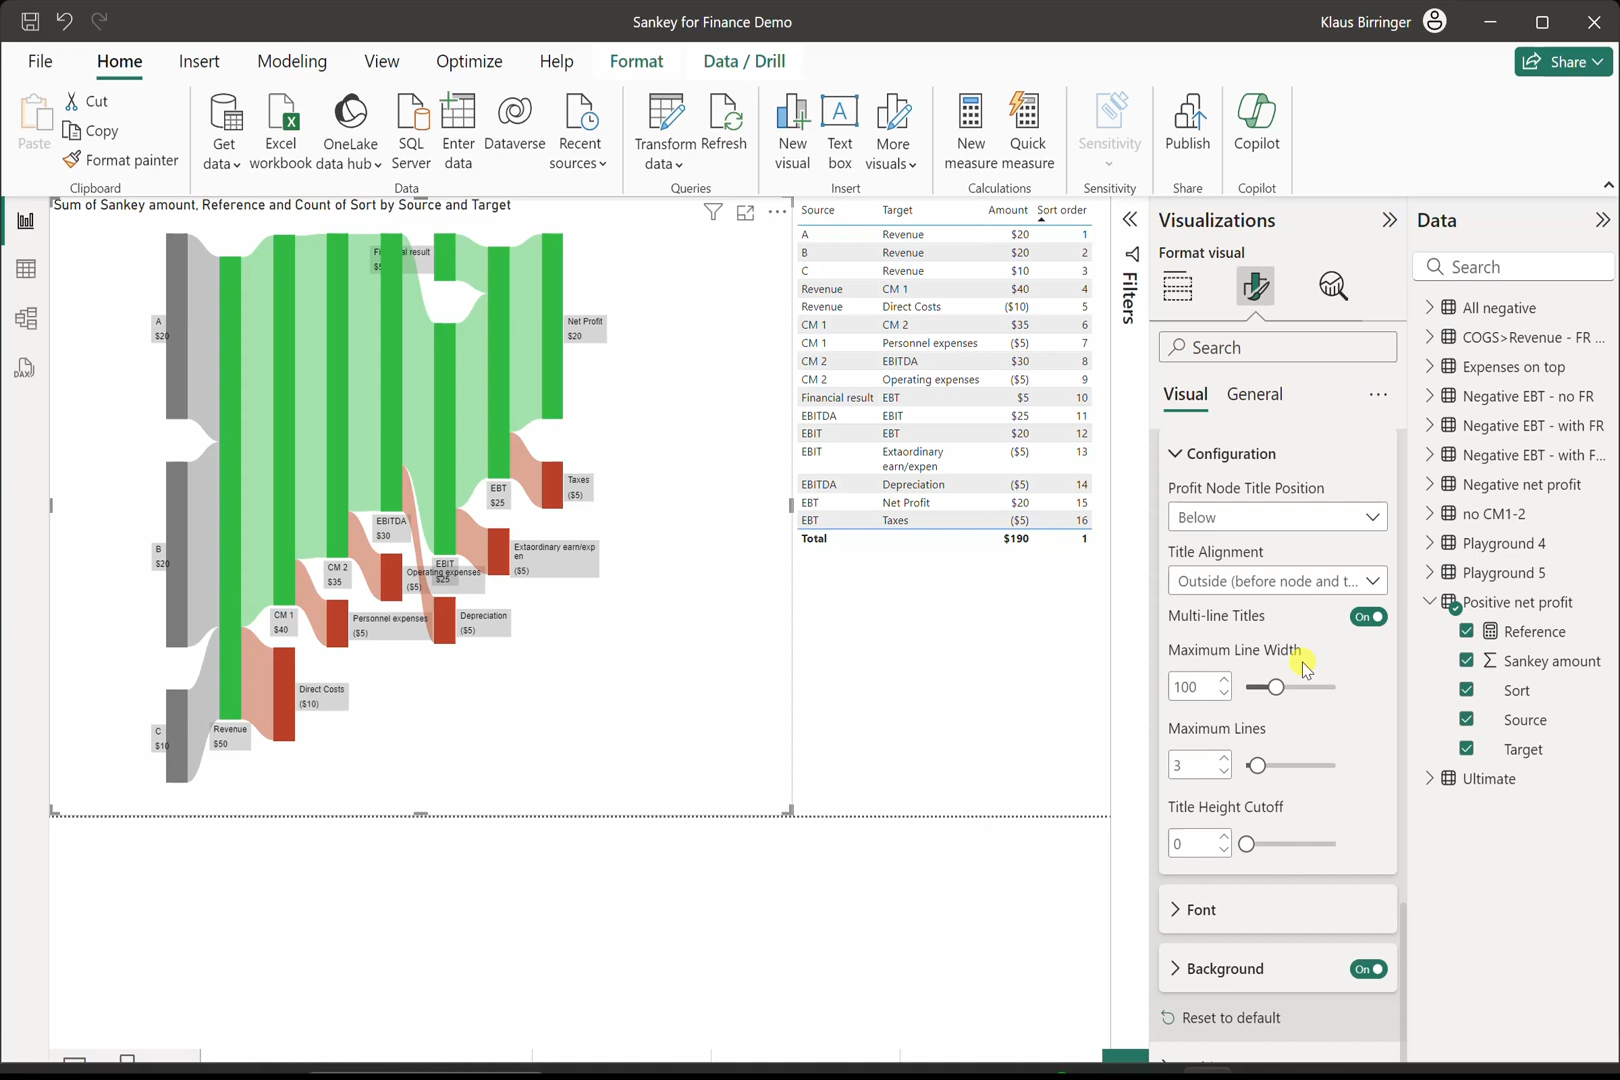 Sankey for Finance Demo
Klaus Birringer
File Home Insert Modeling View Optimize Help Format Data / Drill
Share
Paste
Cut
Copy
Format painter
Clipboard
Get data
Excel workbook
OneLake data hub
SQL Server
Enter data
Dataverse
Recent sources
Data
Transform data
Refresh
Queries
New visual
Text box
More visuals
Insert
New measure
Quick measure
Calculations
Sensitivity
Sensitivity
Publish
Share
Copilot
Copilot
Sum of Sankey amount, Reference and Count of Sort by Source and Target
A
$20
B
$20
C
$10
Revenue
$50
CM 1
$40
Direct Costs
($10)
CM 2
$35
Personnel expenses
($5)
EBITDA
$30
Operating expenses
($5)
EBIT
$25
Depreciation
($5)
EBT
$25
Extaordinary earn/exp
en
($5)
Net Profit
$20
Taxes
($5)
Source Target Amount Sort order
A Revenue $20 1
B Revenue $20 2
C Revenue $10 3
Revenue CM 1 $40 4
Revenue Direct Costs ($10) 5
CM 1 CM 2 $35 6
CM 1 Personnel expenses ($5) 7
CM 2 EBITDA $30 8
CM 2 Operating expenses ($5) 9
Financial result EBT $5 10
EBITDA EBIT $25 11
EBIT EBT $20 12
EBIT Extaordinary ($5) 13
earn/expen
EBITDA Depreciation ($5) 14
EBT Net Profit $20 15
EBT Taxes ($5) 16
Total $190 1
Filters
Visualizations
Format visual
Search
Visual General
Configuration
Profit Node Title Position
Below
Title Alignment
Outside (before node and t...
Multi-line Titles On
Maximum Line Width
100
Maximum Lines
3
Title Height Cutoff
0
Font
Background On
Reset to default
Data
Search
All negative
COGS>Revenue - FR ...
Expenses on top
Negative EBT - no FR
Negative EBT - with FR
Negative EBT - with F...
Negative net profit
no CM1-2
Playground 4
Playground 5
Positive net profit
Reference
Sankey amount
Sort
Source
Target
Ultimate
DAX